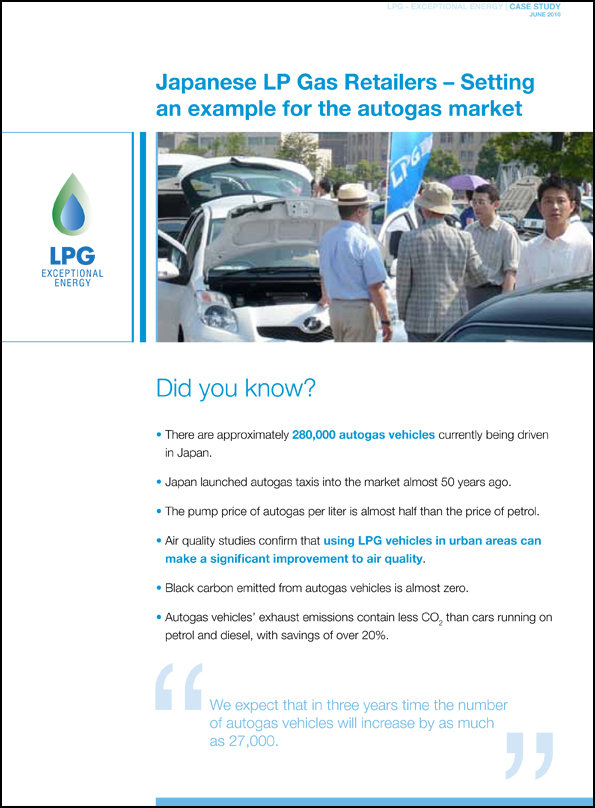 LPG - EXCEPTIONAL ENERGY | CASE STUDY
JUNE 2010
Japanese LP Gas Retailers – Setting
an example for the autogas market
LPG
LPG
EXCEPTIONAL
ENERGY
Did you know?
• There are approximately 280,000 autogas vehicles currently being driven
in Japan.
• Japan launched autogas taxis into the market almost 50 years ago.
• The pump price of autogas per liter is almost half than the price of petrol.
• Air quality studies confirm that using LPG vehicles in urban areas can
make a significant improvement to air quality.
• Black carbon emitted from autogas vehicles is almost zero.
• Autogas vehicles’ exhaust emissions contain less CO₂ than cars running on
petrol and diesel, with savings of over 20%.
“ We expect that in three years time the number
of autogas vehicles will increase by as much
as 27,000. ”